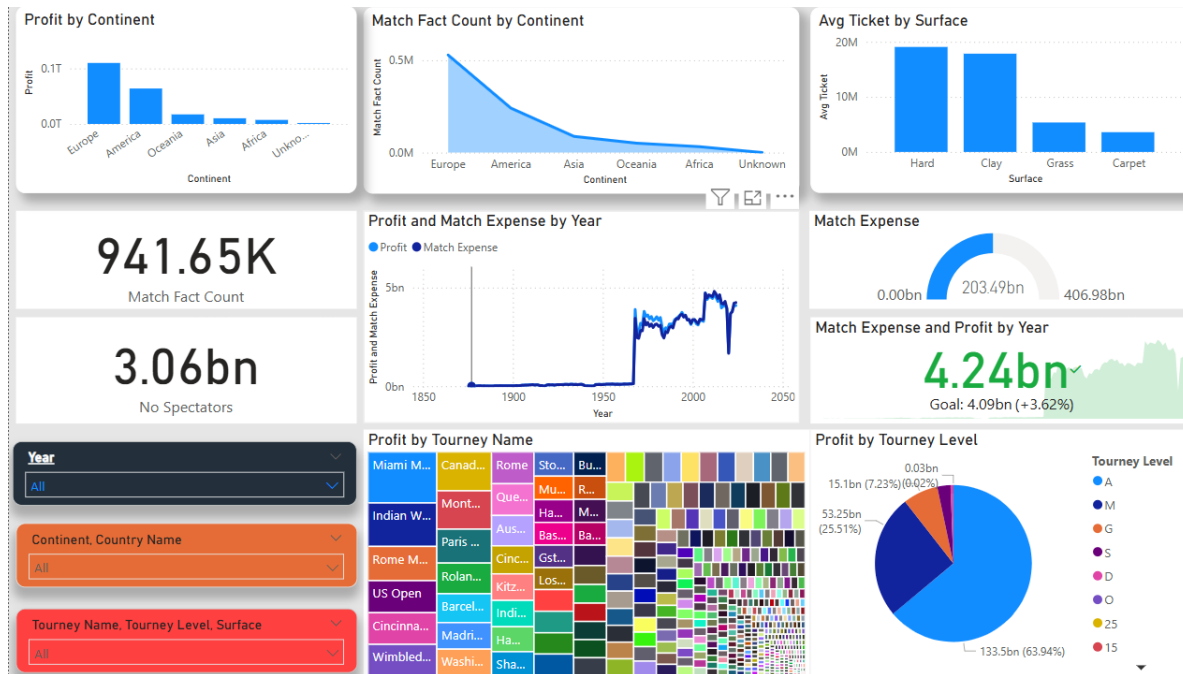 Profit by Continent
Profit
0.1T
0.0T
Europe
America
Oceania
Asia
Africa
Unkno...
Continent
Match Fact Count by Continent
Match Fact Count
0.5M
0.0M
Europe
America
Asia
Oceania
Africa
Unknown
Continent
Avg Ticket by Surface
Avg Ticket
20M
10M
0M
Hard
Clay
Grass
Carpet
Surface
941.65K
Match Fact Count
3.06bn
No Spectators
Profit and Match Expense by Year
Profit
Match Expense
Profit and Match Expense
5bn
0bn
1850
1900
1950
2000
2050
Year
Match Expense
0.00bn
203.49bn
406.98bn
Match Expense and Profit by Year
4.24bn
Goal: 4.09bn (+3.62%)
Year
All
Continent, Country Name
All
Tourney Name, Tourney Level, Surface
All
Profit by Tourney Name
Miami M...
Indian W...
Rome M...
US Open
Cincinna...
Wimbled...
Canad...
Mont...
Paris ...
Rolan...
Barcel...
Madri...
Washi...
Rome
Que...
Aus...
Cinc...
Kitz...
Indi...
Ha...
Sha...
Sto...
Mu...
Ha...
Bas...
Gst...
Los...
Bu...
R...
M...
Ba...
Profit by Tourney Level
0.03bn
(0.02%)
15.1bn (7.23%)
53.25bn
(25.51%)
133.5bn (63.94%)
Tourney Level
A
M
G
S
D
O
25
15